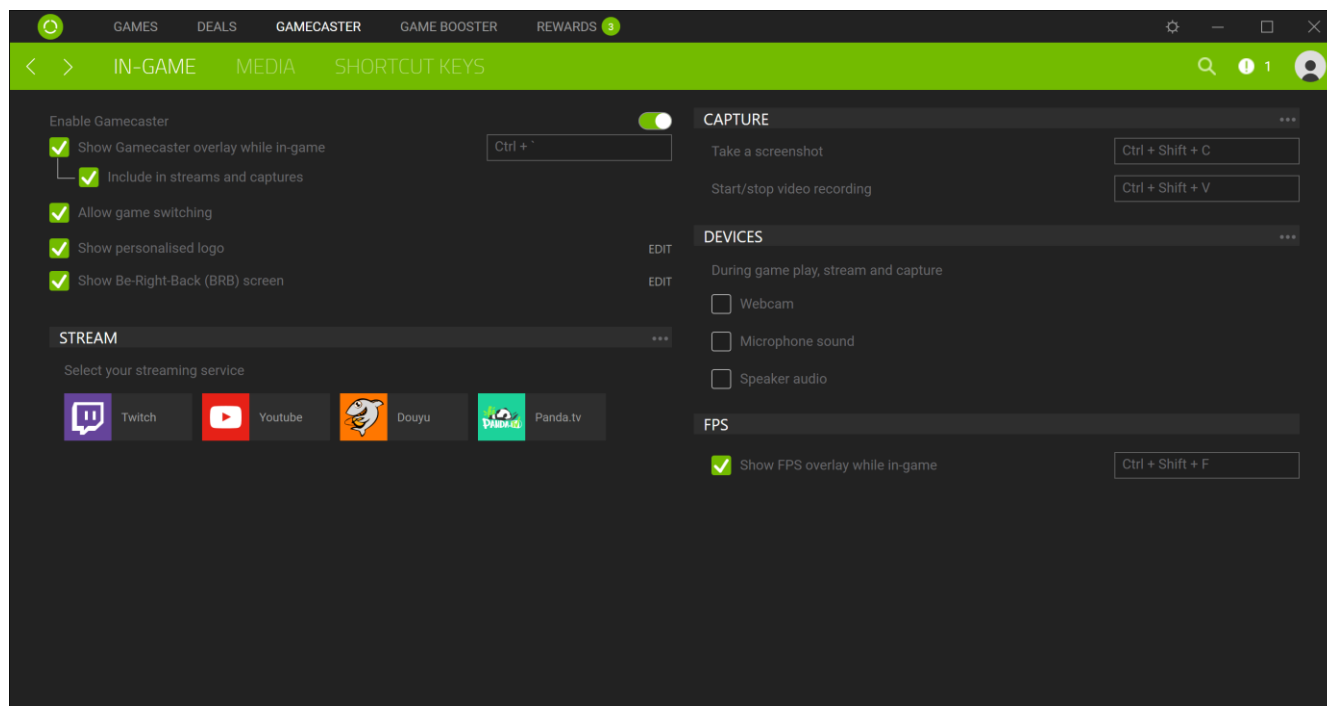 GAMES DEALS GAMECASTER GAME BOOSTER REWARDS 3
IN-GAME MEDIA SHORTCUT KEYS 1
Enable Gamecaster
Show Gamecaster overlay while in-game Ctrl + `
Include in streams and captures
Allow game switching
Show personalised logo EDIT
Show Be-Right-Back (BRB) screen EDIT
STREAM
Select your streaming service
Twitch Youtube Douyu PANDA.TV Panda.tv
CAPTURE
Take a screenshot Ctrl + Shift + C
Start/stop video recording Ctrl + Shift + V
DEVICES
During game play, stream and capture
Webcam
Microphone sound
Speaker audio
FPS
Show FPS overlay while in-game Ctrl + Shift + F